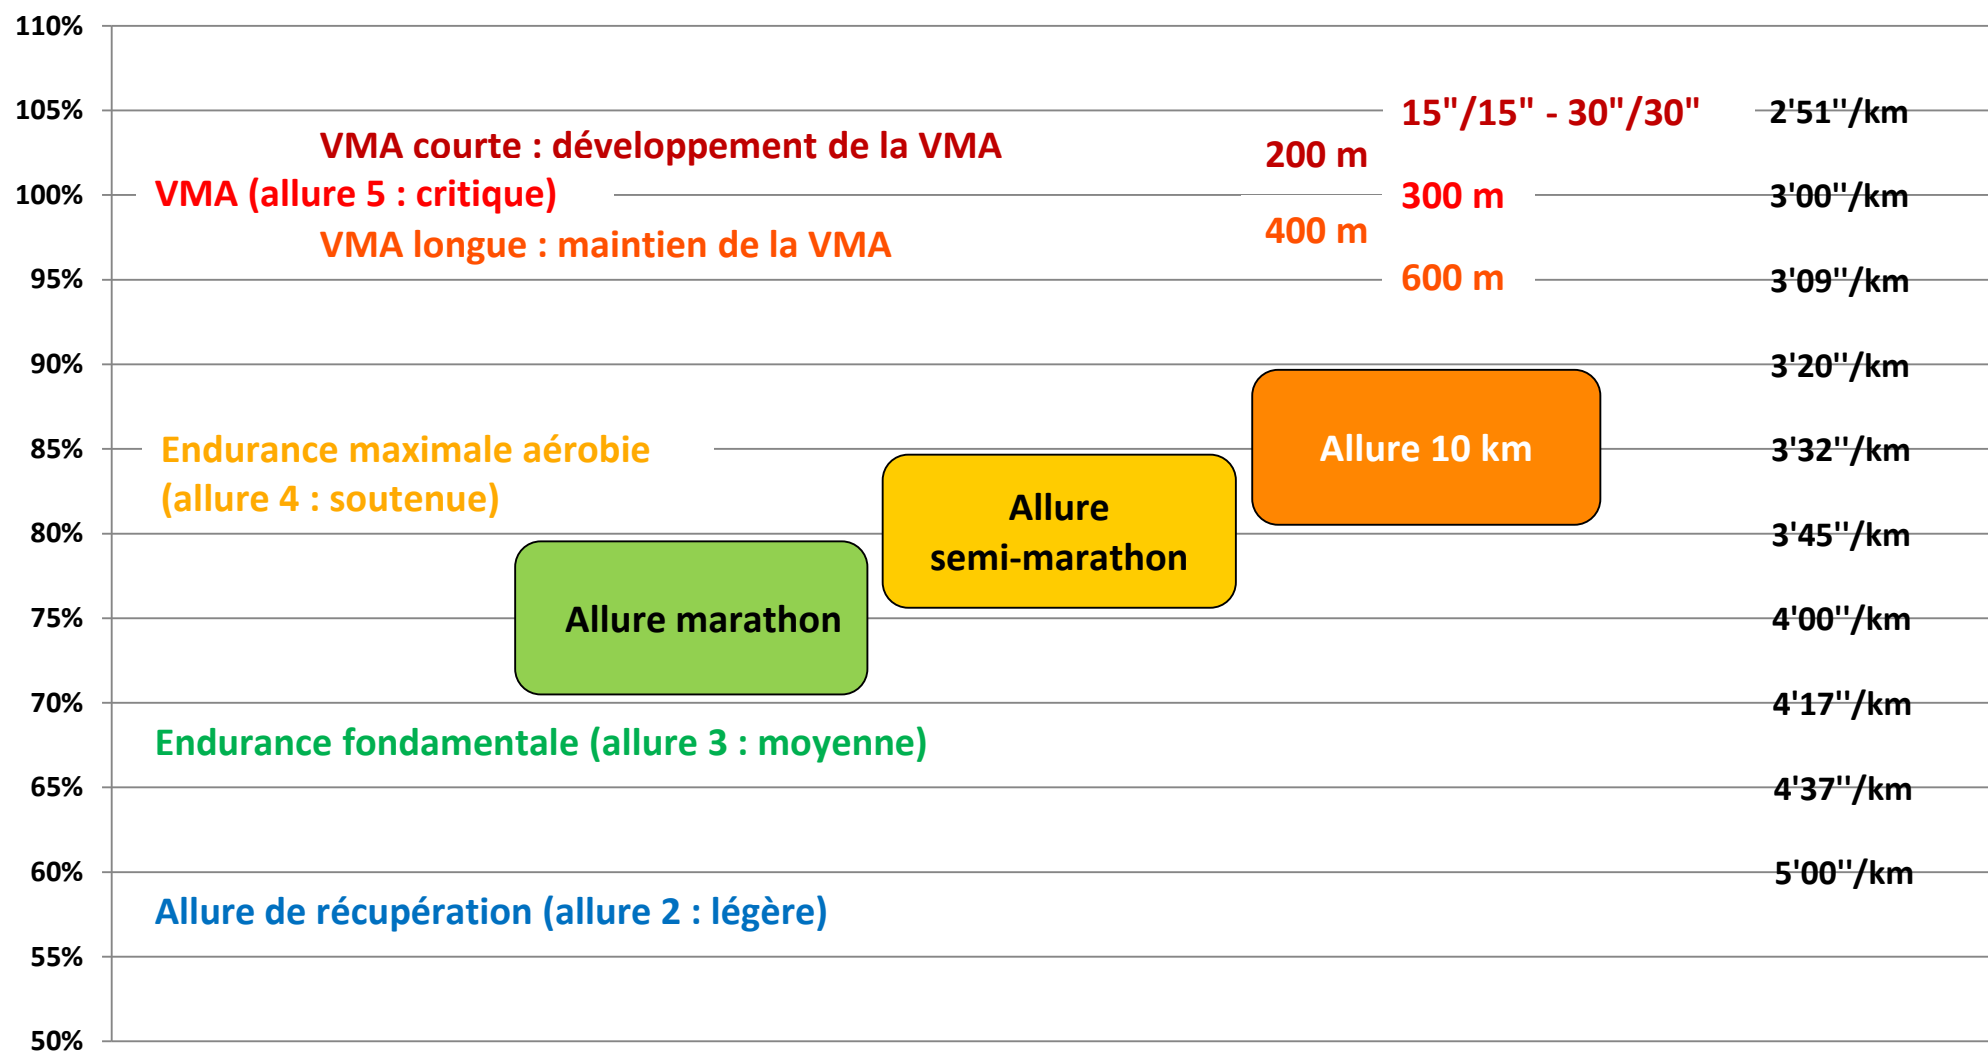 110%
105%
15"/15" - 30"/30"
2'51''/km
VMA courte : développement de la VMA
200 m
100%
VMA (allure 5 : critique)
300 m
3'00''/km
VMA longue : maintien de la VMA
400 m
95%
600 m
3'09''/km
90%
3'20''/km
85%
Endurance maximale aérobie
(allure 4 : soutenue)
Allure 10 km
3'32''/km
Allure
semi-marathon
80%
3'45''/km
75%
Allure marathon
4'00''/km
70%
4'17''/km
Endurance fondamentale (allure 3 : moyenne)
65%
4'37''/km
60%
5'00''/km
Allure de récupération (allure 2 : légère)
55%
50%